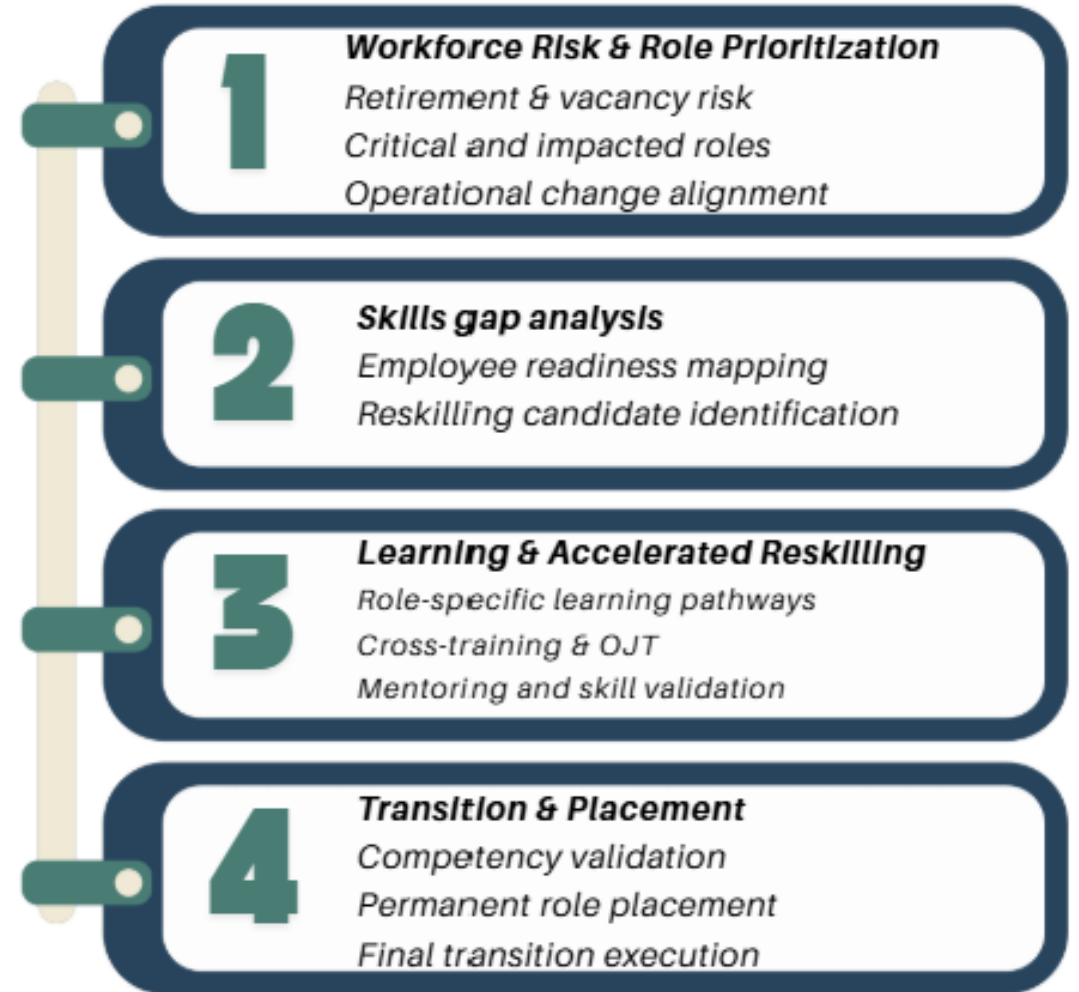 1
Workforce Risk & Role Prioritization
Retirement & vacancy risk
Critical and impacted roles
Operational change alignment
2
Skills gap analysis
Employee readiness mapping
Reskilling candidate identification
3
Learning & Accelerated Reskilling
Role-specific learning pathways
Cross-training & OJT
Mentoring and skill validation
4
Transition & Placement
Competency validation
Permanent role placement
Final transition execution